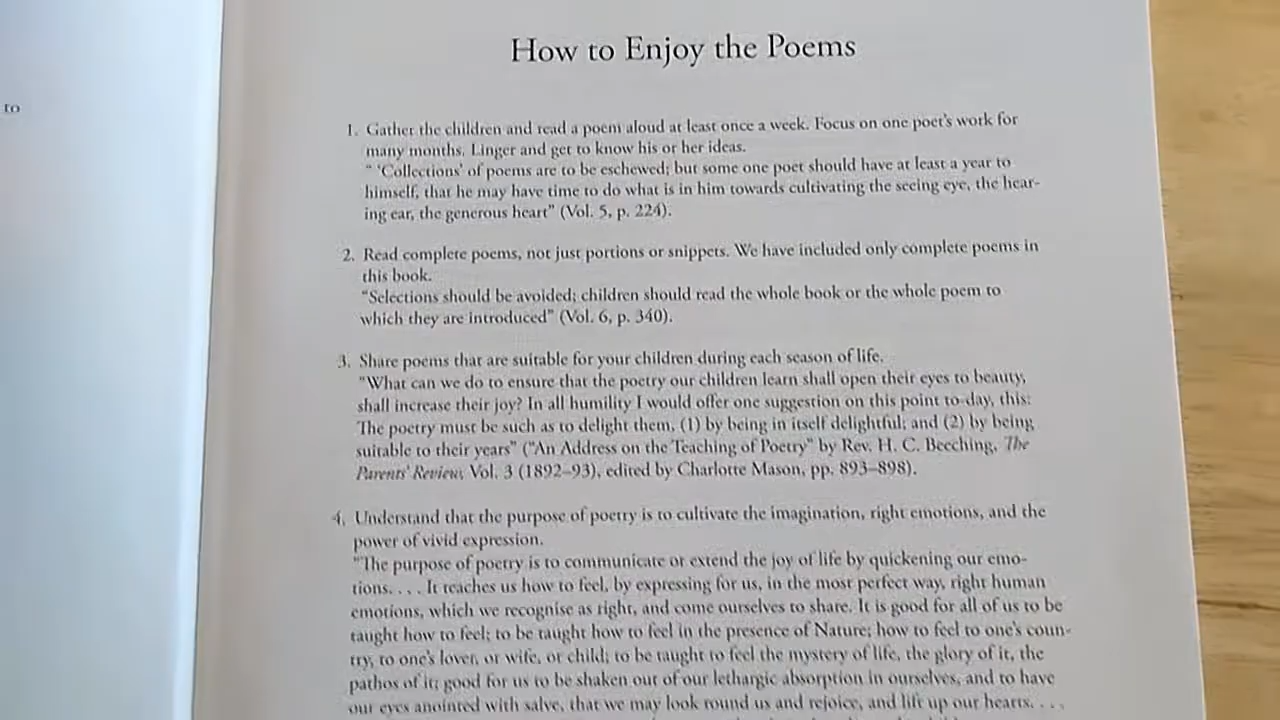 to
How to Enjoy the Poems
1. Gather the children and read a poem aloud at least once a week. Focus on one poet's work for
many months. Linger and get to know his or her ideas.
" 'Collections' of poems are to be eschewed; but some one poet should have at least a year to
himself, that he may have time to do what is in him towards cultivating the seeing eye, the hear-
ing ear, the generous heart" (Vol. 5, p. 224).
2. Read complete poems, not just portions or snippets. We have included only complete poems in
this book.
"Selections should be avoided; children should read the whole book or the whole poem to
which they are introduced" (Vol. 6, p. 340).
3. Share poems that are suitable for your children during each season of life.
"What can we do to ensure that the poetry our children learn shall open their eyes to beauty,
shall increase their joy? In all humility I would offer one suggestion on this point to-day, this:
The poetry must be such as to delight them, (1) by being in itself delightful; and (2) by being
suitable to their years" ("An Address on the Teaching of Poetry" by Rev. H. C. Beeching, The
Parents' Review, Vol. 3 (1892–93), edited by Charlotte Mason, pp. 893–898).
4. Understand that the purpose of poetry is to cultivate the imagination, right emotions, and the
power of vivid expression.
"The purpose of poetry is to communicate or extend the joy of life by quickening our emo-
tions. . . . It teaches us how to feel, by expressing for us, in the most perfect way, right human
emotions, which we recognise as right, and come ourselves to share. It is good for all of us to be
taught how to feel; to be taught how to feel in the presence of Nature; how to feel to one's coun-
try, to one's lover, or wife, or child; to be taught to feel the mystery of life, the glory of it, the
pathos of it; good for us to be shaken out of our lethargic absorption in ourselves, and to have
our eyes anointed with salve, that we may look round us and rejoice, and lift up our hearts. . . .